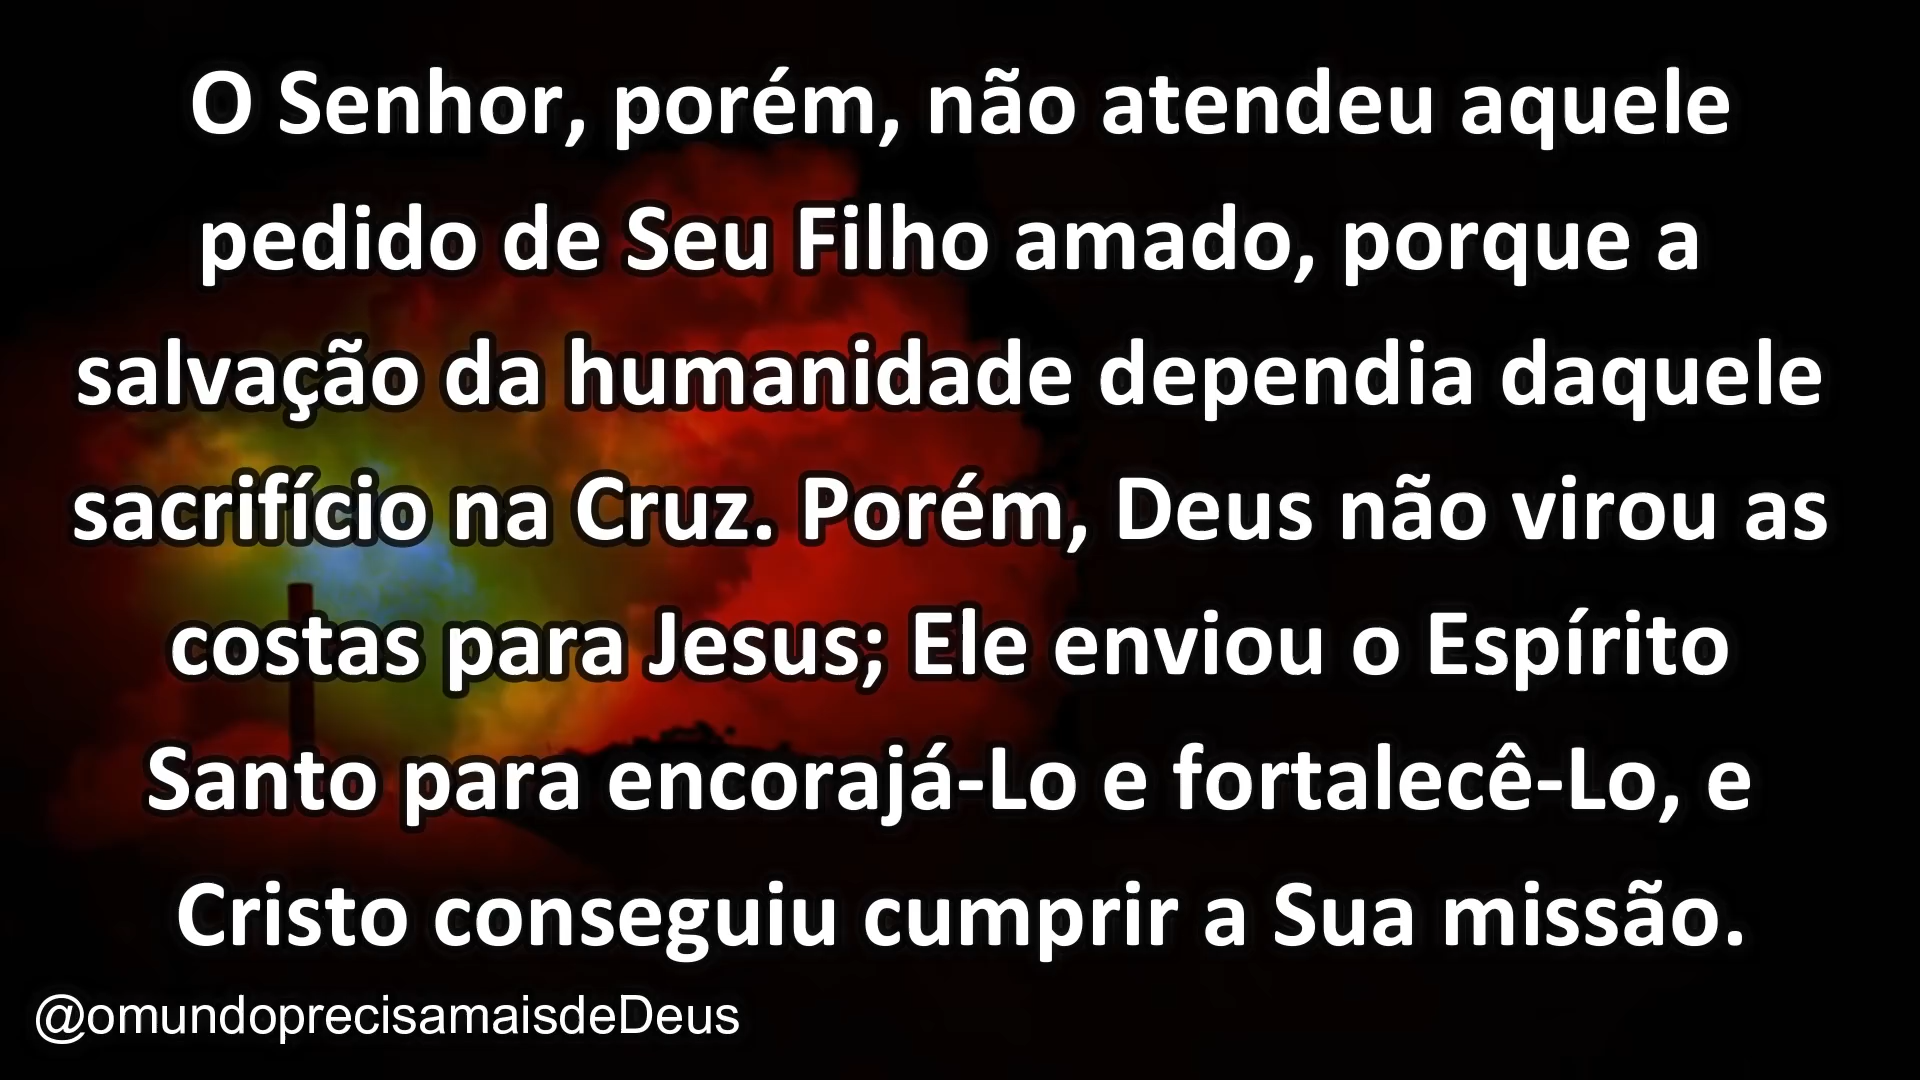 O Senhor, porém, não atendeu aquele
pedido de Seu Filho amado, porque a
salvação da humanidade dependia daquele
sacrifício na Cruz. Porém, Deus não virou as
costas para Jesus; Ele enviou o Espírito
Santo para encorajá-Lo e fortalecê-Lo, e
Cristo conseguiu cumprir a Sua missão.
@omundoprecisamaisdeDeus